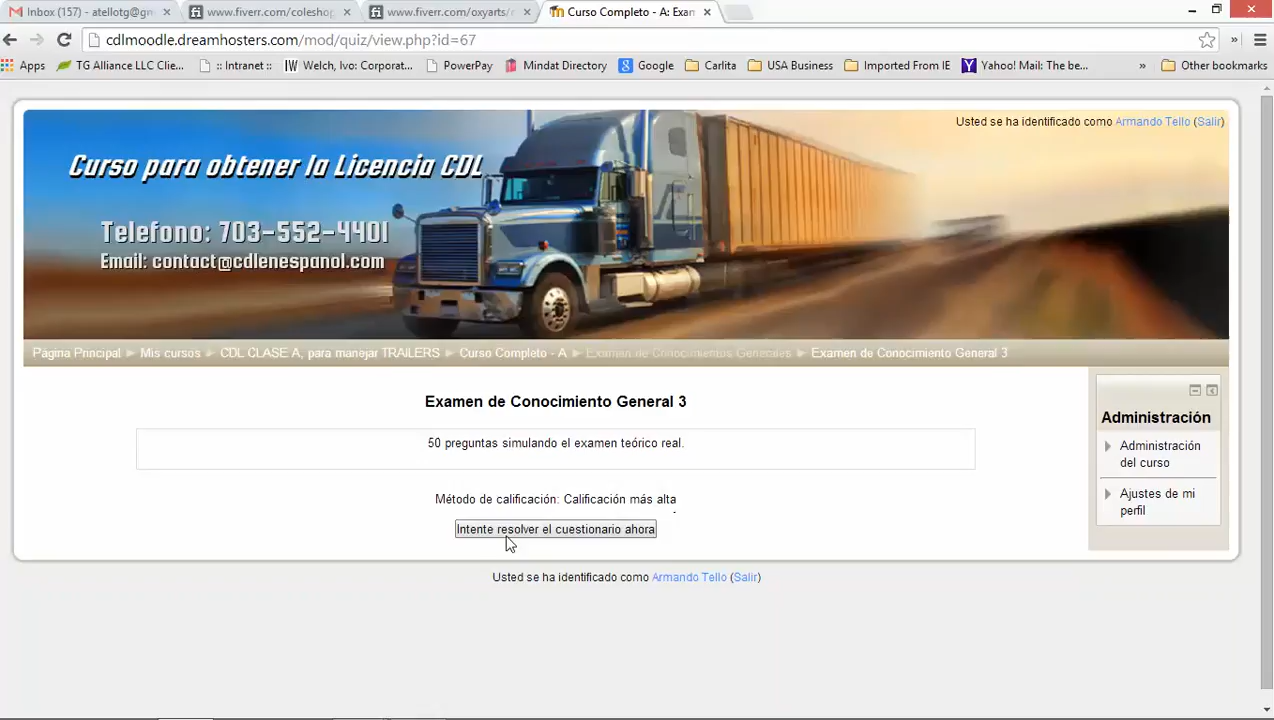 Inbox (157) - atellotg@gm
www.fiverr.com/coleshop
www.fiverr.com/oxyarts/
Curso Completo - A: Exam
cdlmoodle.dreamhosters.com/mod/quiz/view.php?id=67
Apps TG Alliance LLC Clie... :: Intranet :: Welch, Ivo: Corporat... PowerPay Mindat Directory Google Carlita USA Business Imported From IE Yahoo! Mail: The be... » Other bookmarks
Usted se ha identificado como Armando Tello (Salir)
Curso para obtener la Licencia CDL
Telefono: 703-552-4401
Email: contact@cdlenespanol.com
Página Principal ► Mis cursos ► CDL CLASE A, para manejar TRAILERS ► Curso Completo - A ► Examen de Conocimientos Generales ► Examen de Conocimiento General 3
Examen de Conocimiento General 3
50 preguntas simulando el examen teórico real.
Método de calificación: Calificación más alta
Intente resolver el cuestionario ahora
Administración
Administración
del curso
Ajustes de mi
perfil
Usted se ha identificado como Armando Tello (Salir)